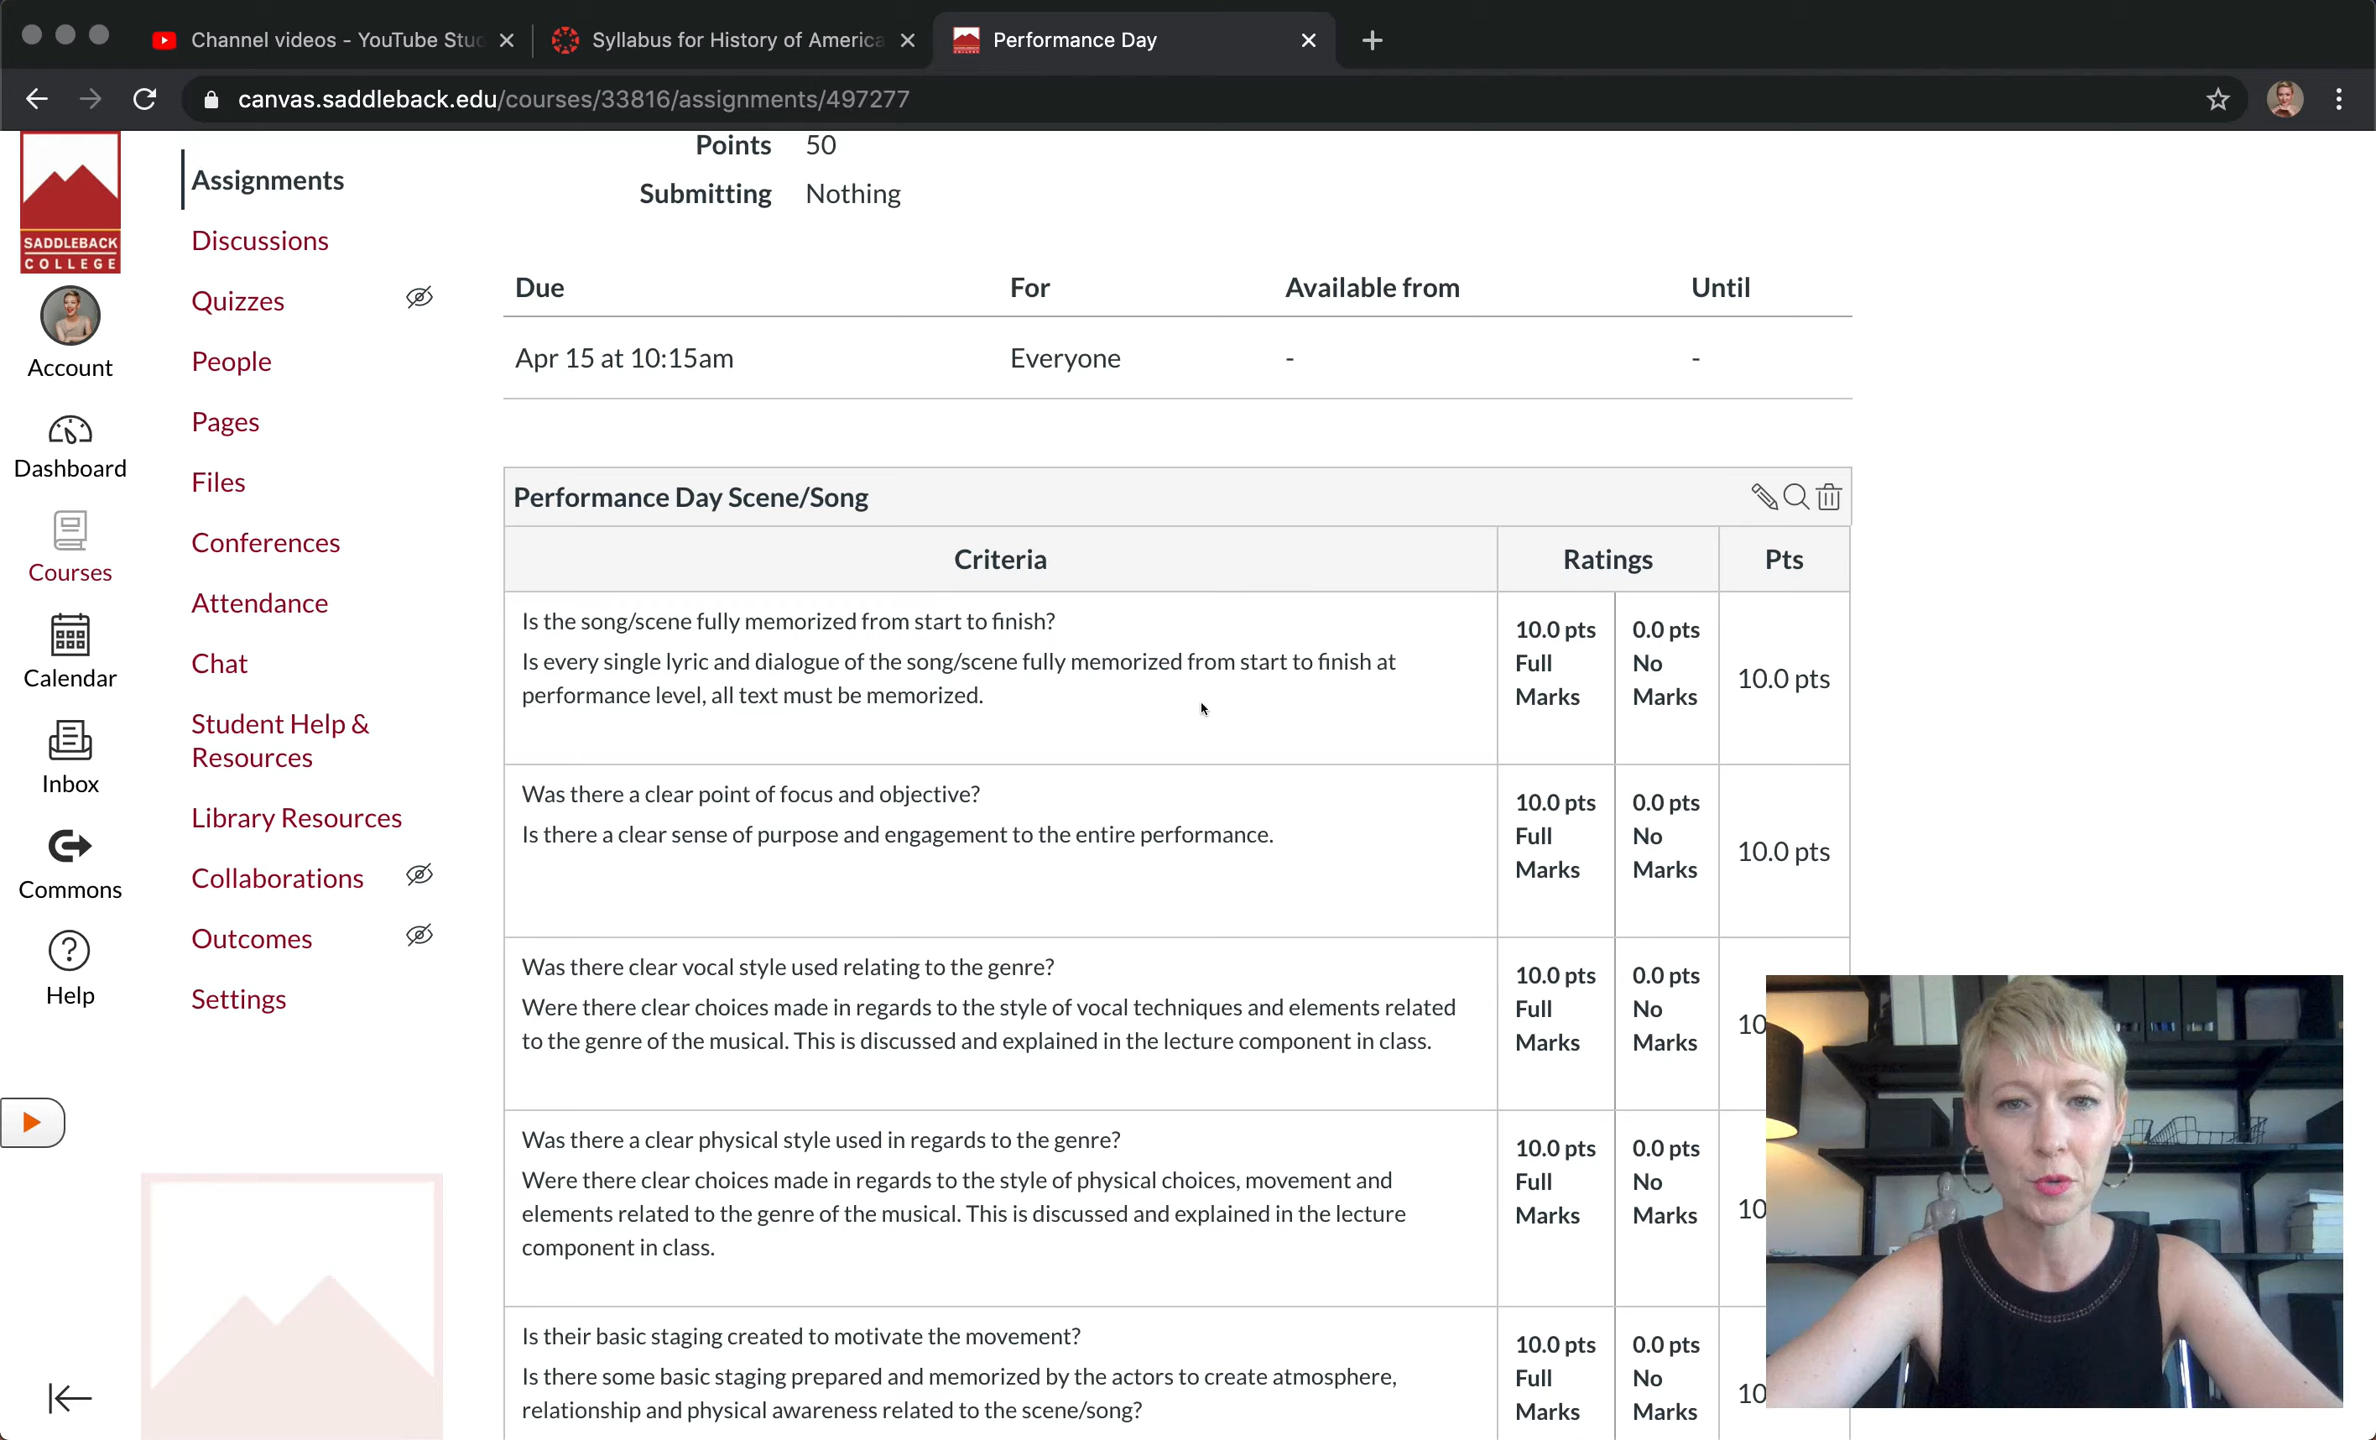 Channel videos - YouTube Stu
Syllabus for History of America
Performance Day
canvas.saddleback.edu/courses/33816/assignments/497277
SADDLEBACK
COLLEGE
Account
Dashboard
Courses
Calendar
Inbox
Commons
Help
Assignments
Discussions
Quizzes
People
Pages
Files
Conferences
Attendance
Chat
Student Help &
Resources
Library Resources
Collaborations
Outcomes
Settings
Points 50
Submitting Nothing
Due For Available from Until
Apr 15 at 10:15am Everyone - -
Performance Day Scene/Song
Criteria Ratings Pts
Is the song/scene fully memorized from start to finish?
Is every single lyric and dialogue of the song/scene fully memorized from start to finish at
performance level, all text must be memorized.
10.0 pts
Full
Marks
0.0 pts
No
Marks
10.0 pts
Was there a clear point of focus and objective?
Is there a clear sense of purpose and engagement to the entire performance.
10.0 pts
Full
Marks
0.0 pts
No
Marks
10.0 pts
Was there clear vocal style used relating to the genre?
Were there clear choices made in regards to the style of vocal techniques and elements related
to the genre of the musical. This is discussed and explained in the lecture component in class.
10.0 pts
Full
Marks
0.0 pts
No
Marks
10
Was there a clear physical style used in regards to the genre?
Were there clear choices made in regards to the style of physical choices, movement and
elements related to the genre of the musical. This is discussed and explained in the lecture
component in class.
10.0 pts
Full
Marks
0.0 pts
No
Marks
10
Is their basic staging created to motivate the movement?
Is there some basic staging prepared and memorized by the actors to create atmosphere,
relationship and physical awareness related to the scene/song?
10.0 pts
Full
Marks
0.0 pts
No
Marks
10